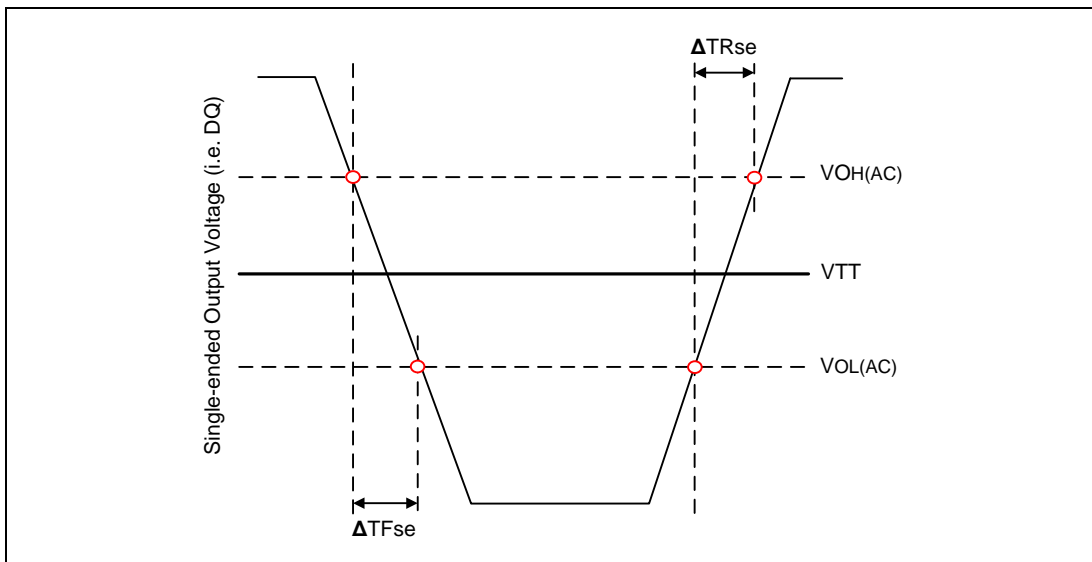 ΔTRse
Single-ended Output Voltage (i.e. DQ)
VOH(AC)
VTT
VOL(AC)
ΔTFse